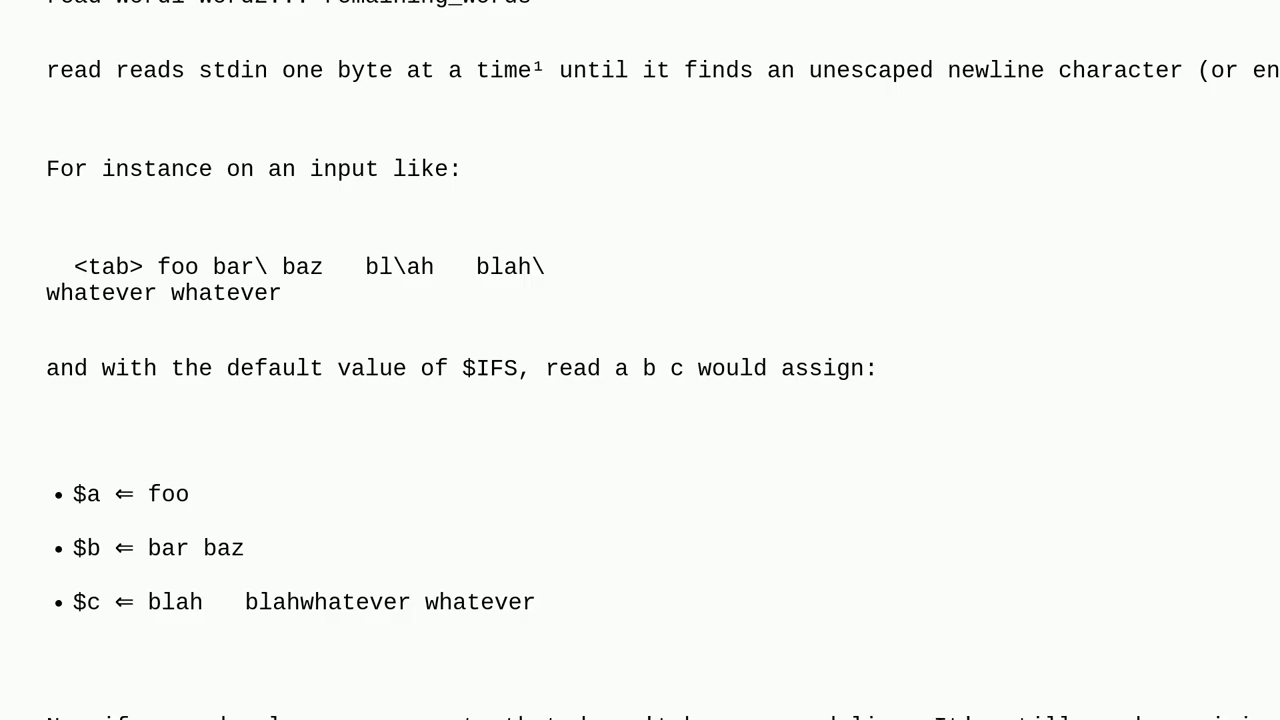 read reads stdin one byte at a time¹ until it finds an unescaped newline character (or en
For instance on an input like:
  <tab> foo bar\ baz   bl\ah   blah\
whatever whatever
and with the default value of $IFS, read a b c would assign:
• $a ⇐ foo
• $b ⇐ bar baz
• $c ⇐ blah   blahwhatever whatever